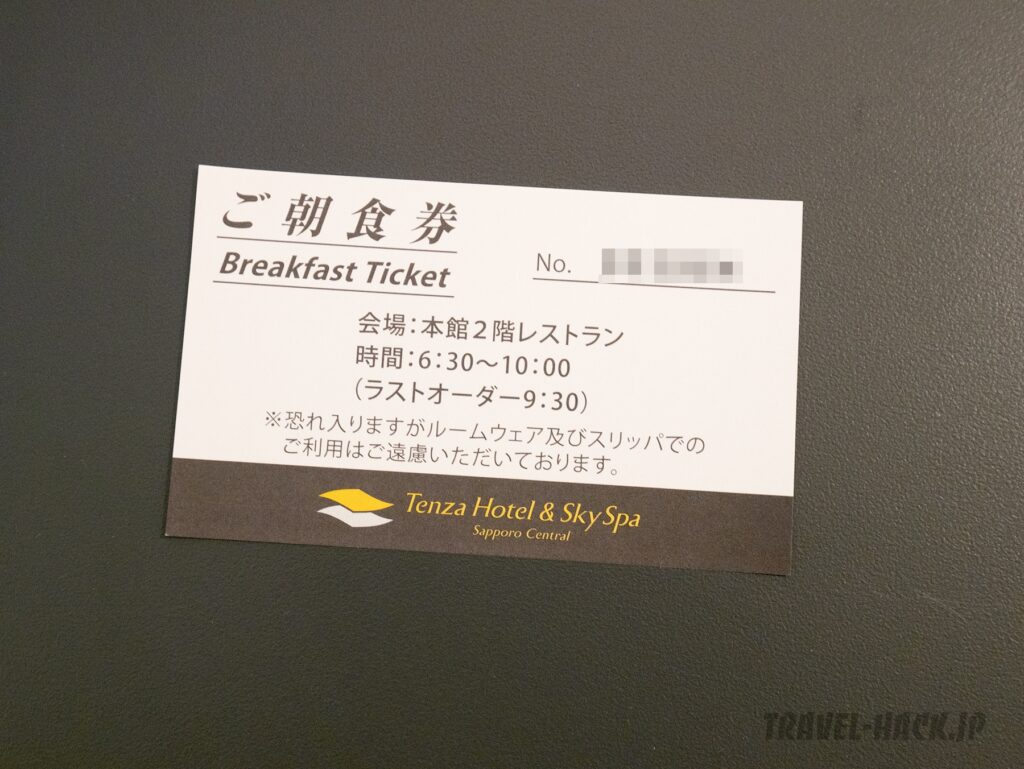 ご朝食券
Breakfast Ticket
No.
会場：本館２階レストラン
時間：6：30～10：00
（ラストオーダー9：30）
※恐れ入りますがルームウェア及びスリッパでの
ご利用はご遠慮いただいております。
Tenza Hotel & Sky Spa
Sapporo Central
TRAVEL-HACK.JP